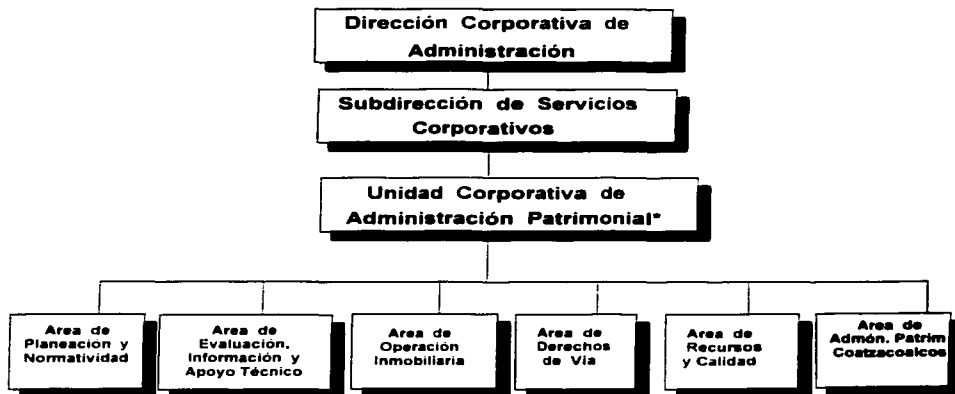 Dirección Corporativa de
Administración
Subdirección de Servicios
Corporativos
Unidad Corporativa de
Administración Patrimonial*
Area de
Planeación y
Normatividad
Area de
Evaluación,
Información y
Apoyo Técnico
Area de
Operación
Inmobiliaria
Area de
Derechos
de Vía
Area de
Recursos
y Calidad
Area de
Admón. Patrim
Coatzacoalcos